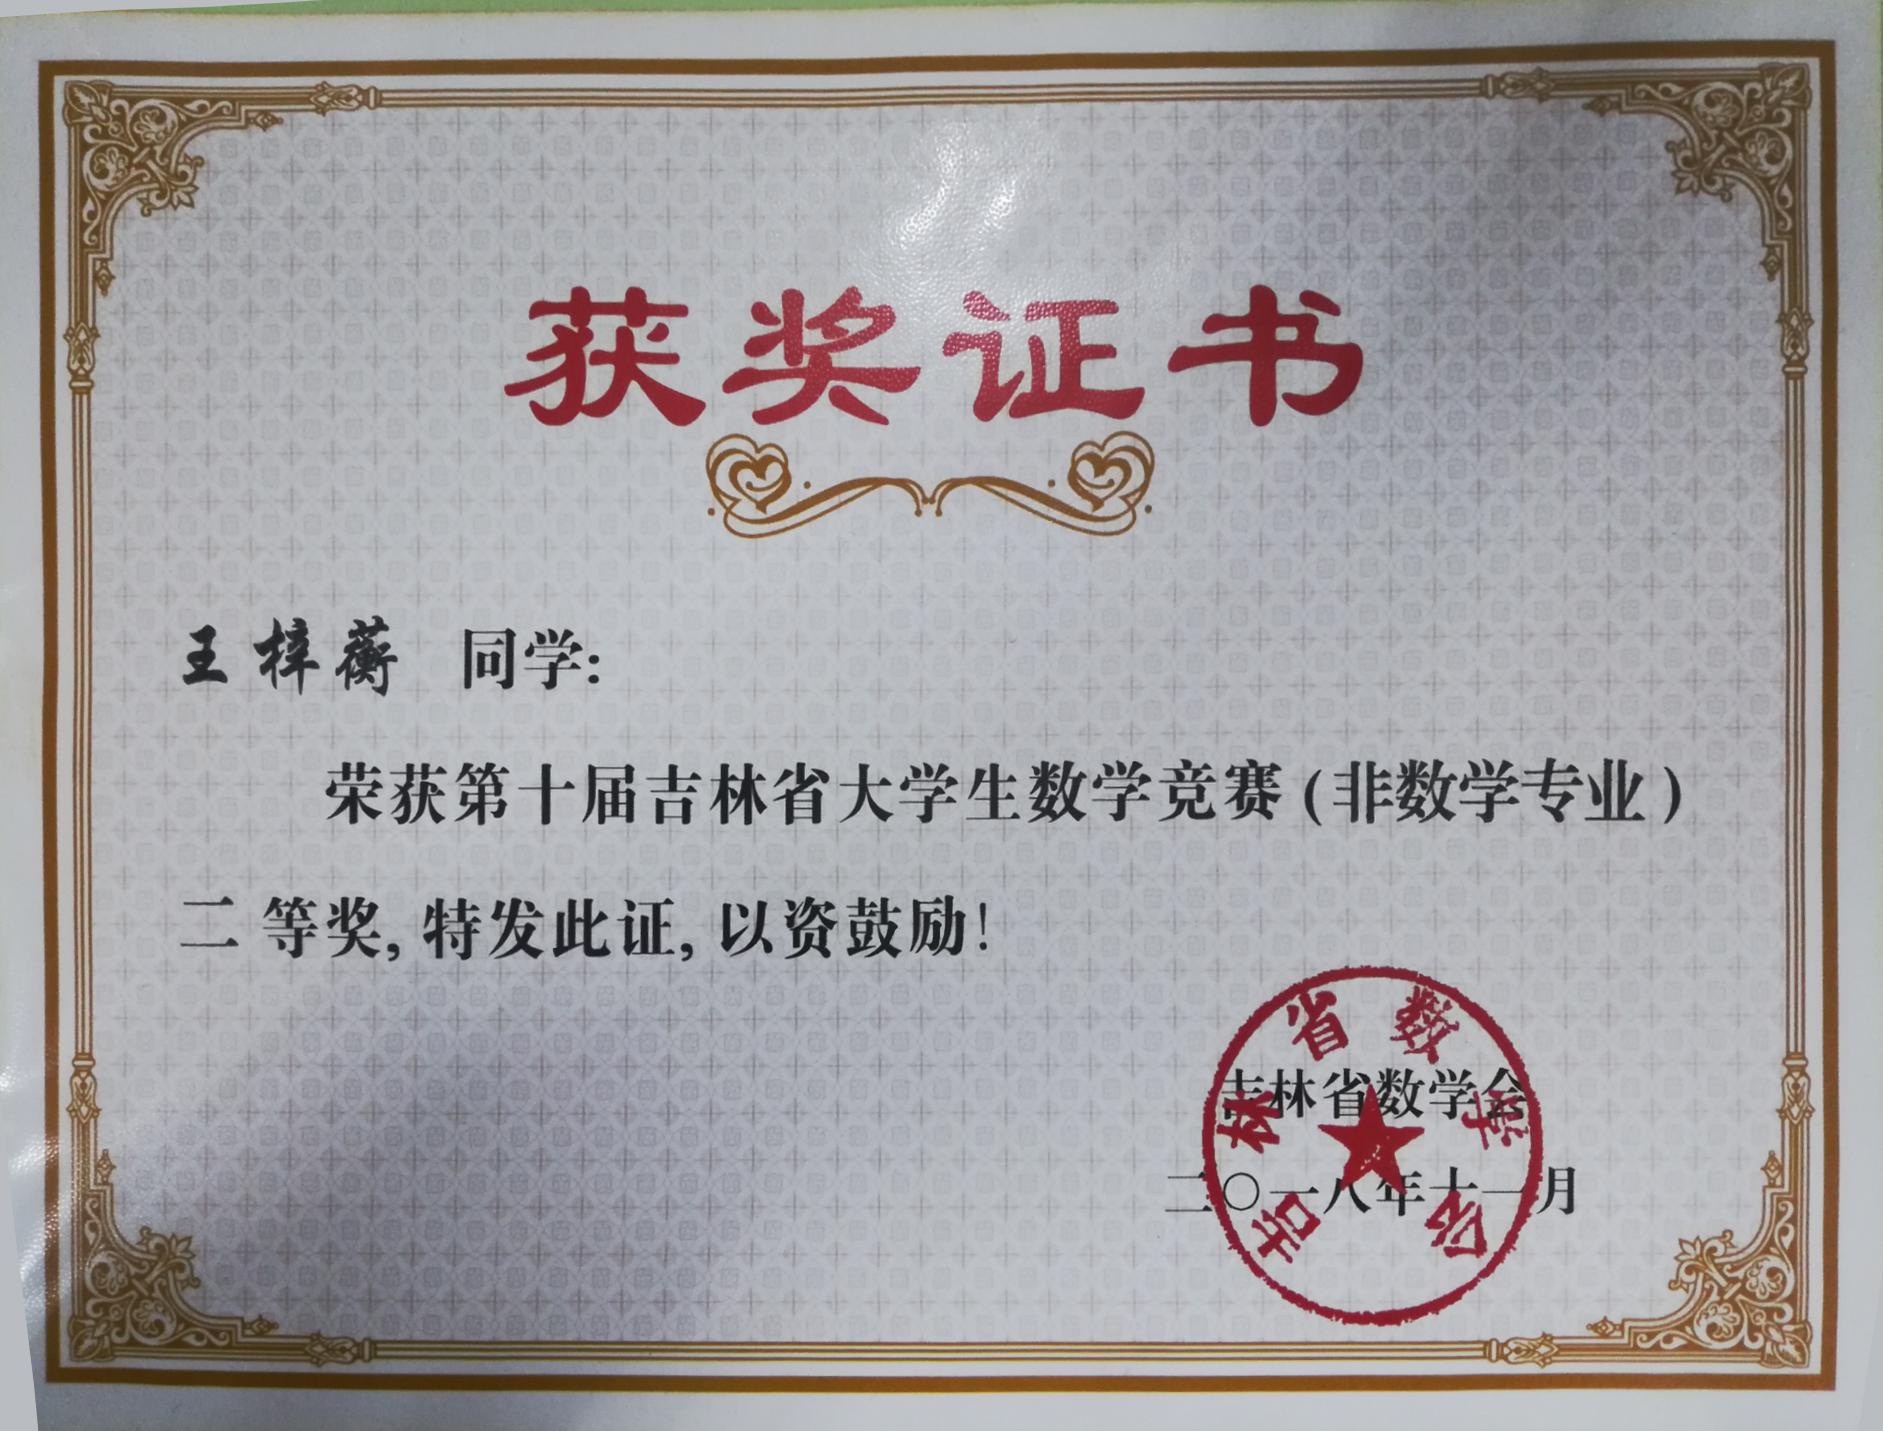 获奖证书
王梓蘅 同学:
荣获第十届吉林省大学生数学竞赛(非数学专业)
二等奖,特发此证,以资鼓励!
吉林省数学会
二〇一八年十一月
吉林省数学会